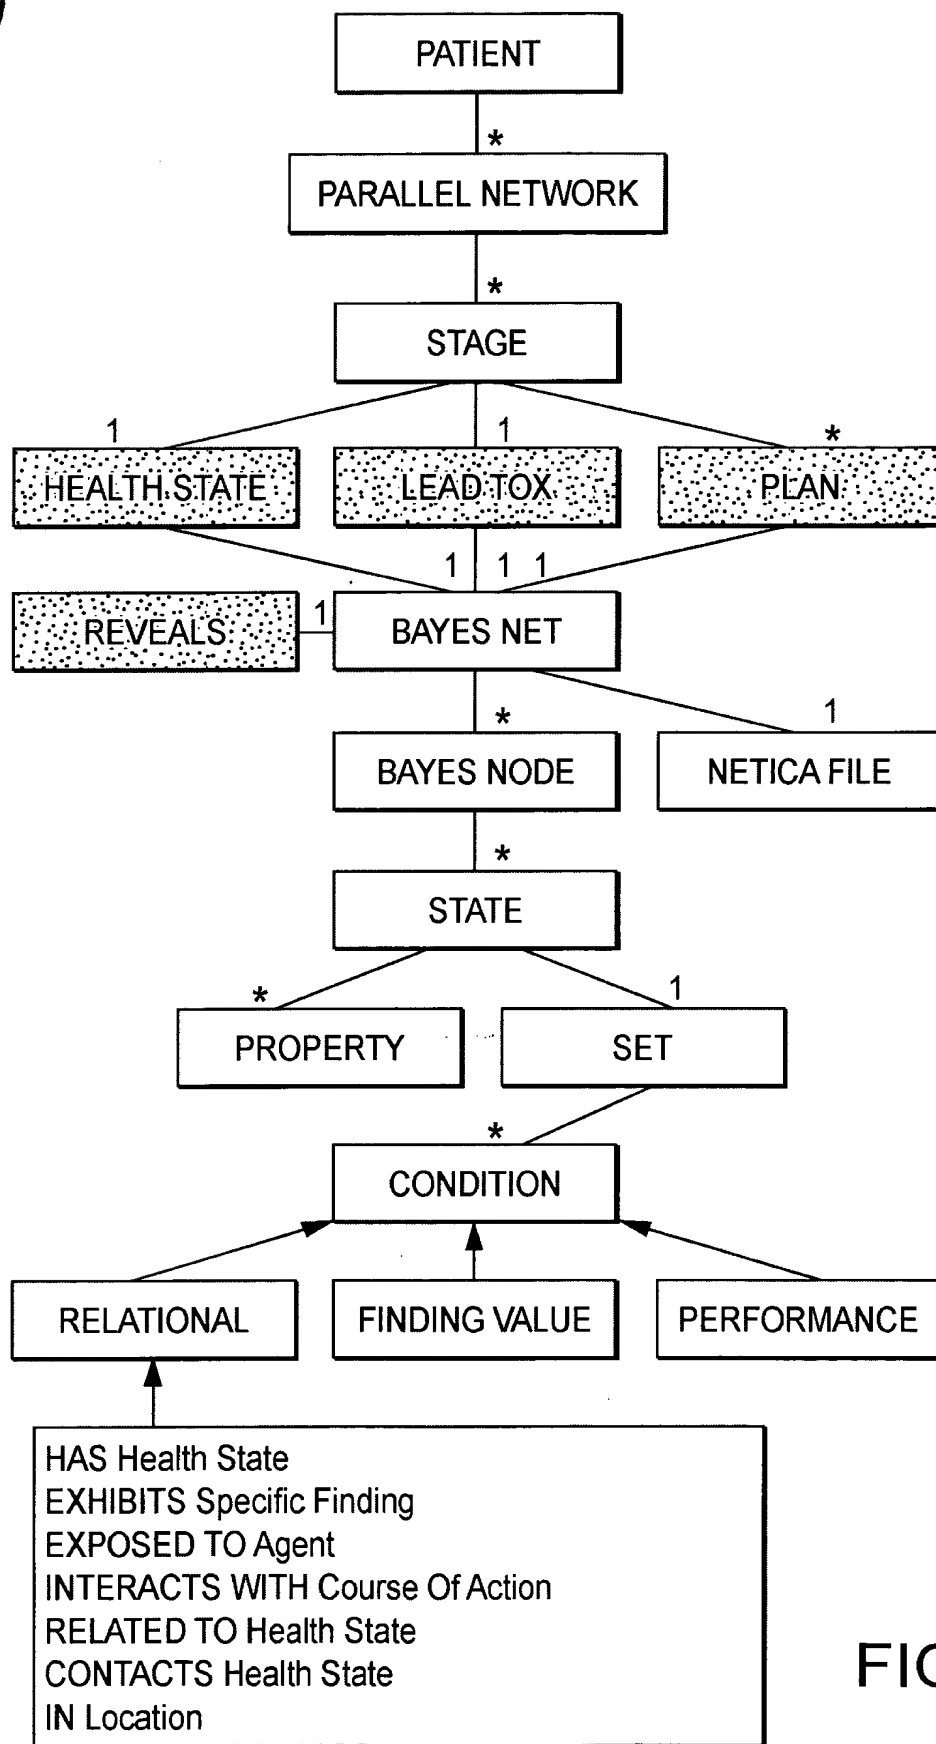 PATIENT
*
PARALLEL NETWORK
*
STAGE
1 1 *
HEALTH STATE LEAD TOX PLAN
1 1 1
REVEALS 1 BAYES NET
* 1
BAYES NODE NETICA FILE
*
STATE
* 1
PROPERTY SET
*
CONDITION
RELATIONAL FINDING VALUE PERFORMANCE
HAS Health State
EXHIBITS Specific Finding
EXPOSED TO Agent
INTERACTS WITH Course Of Action
RELATED TO Health State
CONTACTS Health State
IN Location
FIG